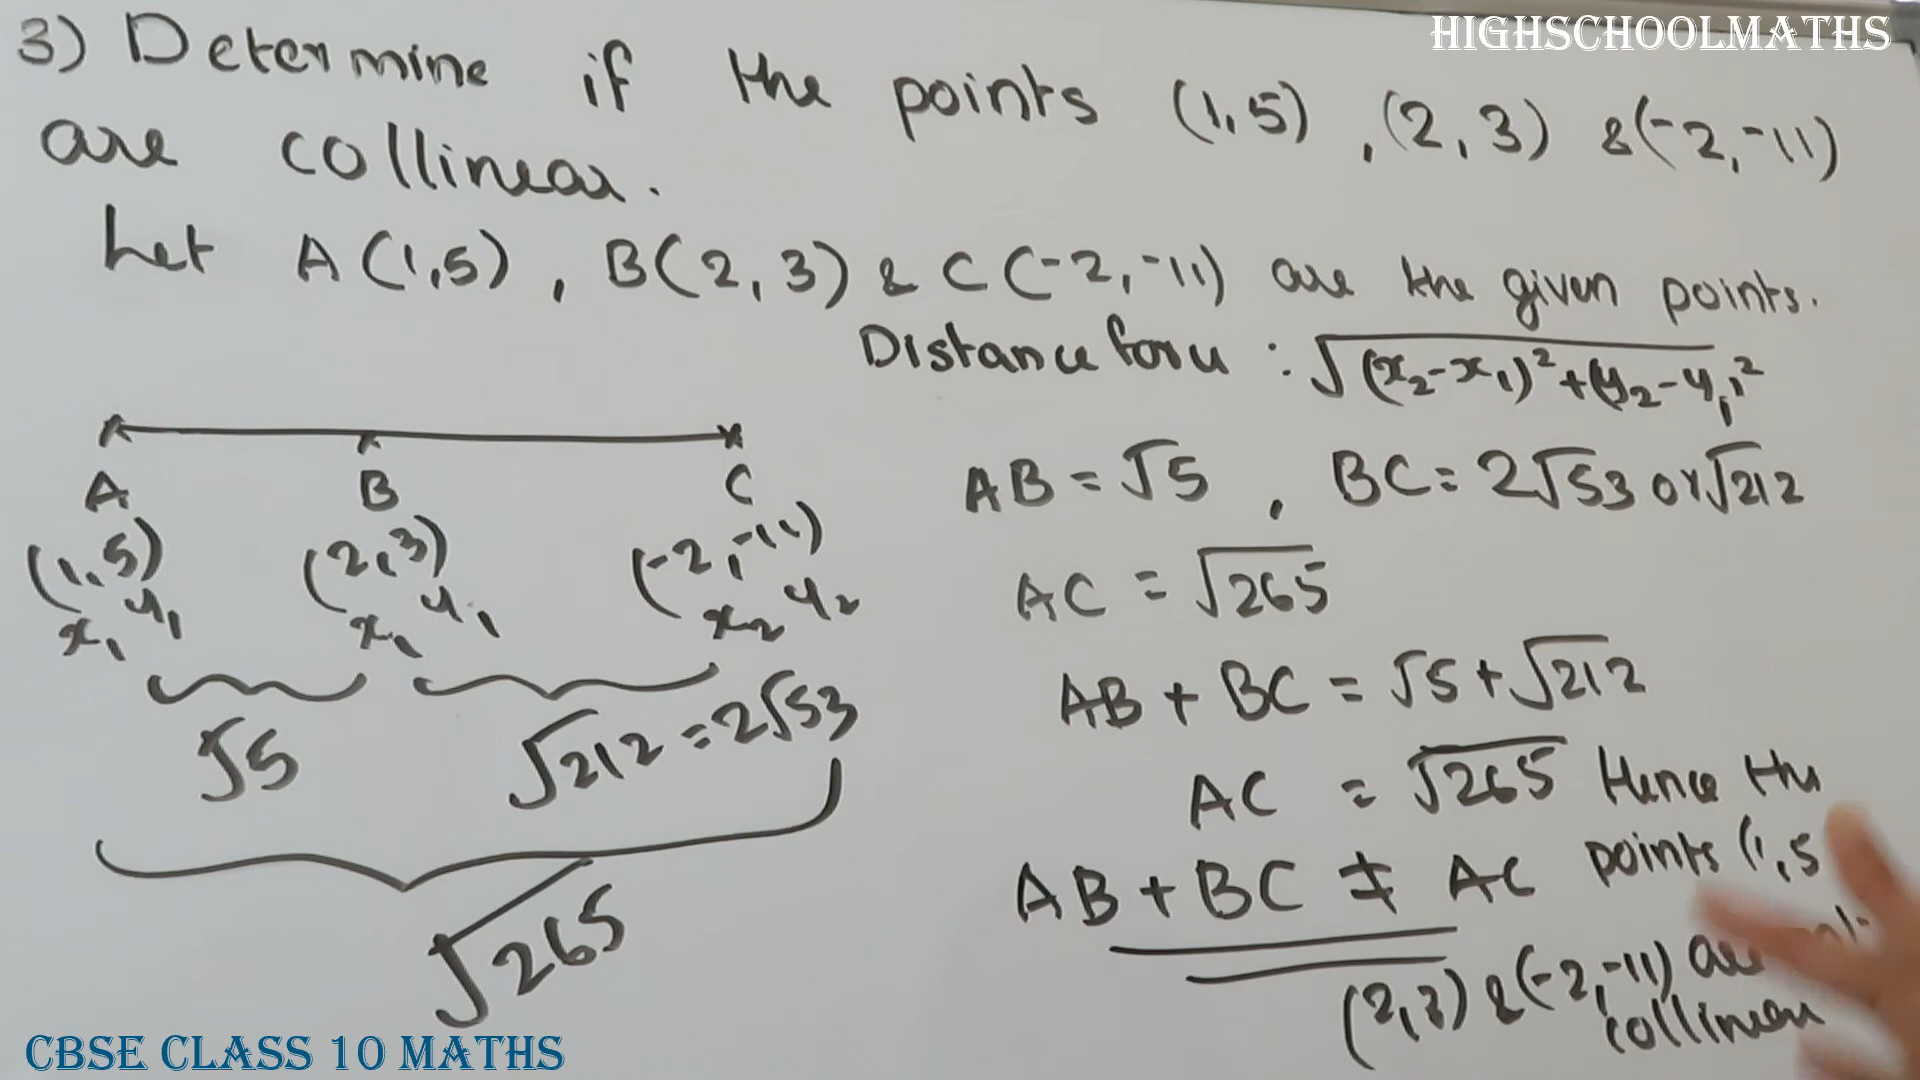 HIGHSCHOOLMATHS
3) Determine if the points (1,5) , (2, 3) & (-2, -11)
are collinear.
Let A(1,5) , B(2, 3) & C(-2, -11) are the given points.
Distance foru : √(x₂-x₁)²+(y₂-y₁)²
A B C
(1,5) (2,3) (-2,-11)
x₁ y₁ x₁ y₁ x₂ y₂
√5 √212 = 2√53
√265
AB = √5 , BC = 2√53 or √212
AC = √265
AB + BC = √5 + √212
AC = √265 Hence the
AB + BC ≠ AC points (1,5
(2,3) & (-2,-11) are
collinear
CBSE CLASS 10 MATHS